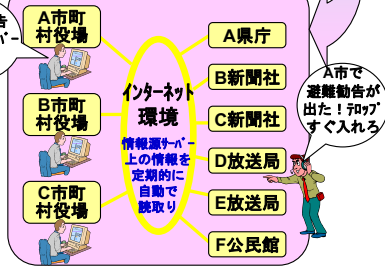 告
ーバー
A市町
村役場
B市町
村役場
C市町
村役場
インターネット
環境
情報源サーバー
上の情報を
定期的に
自動で
読取り
A県庁
B新聞社
C新聞社
D放送局
E放送局
F公民館
A市で
避難勧告が
出た！テロップ
すぐ入れろ